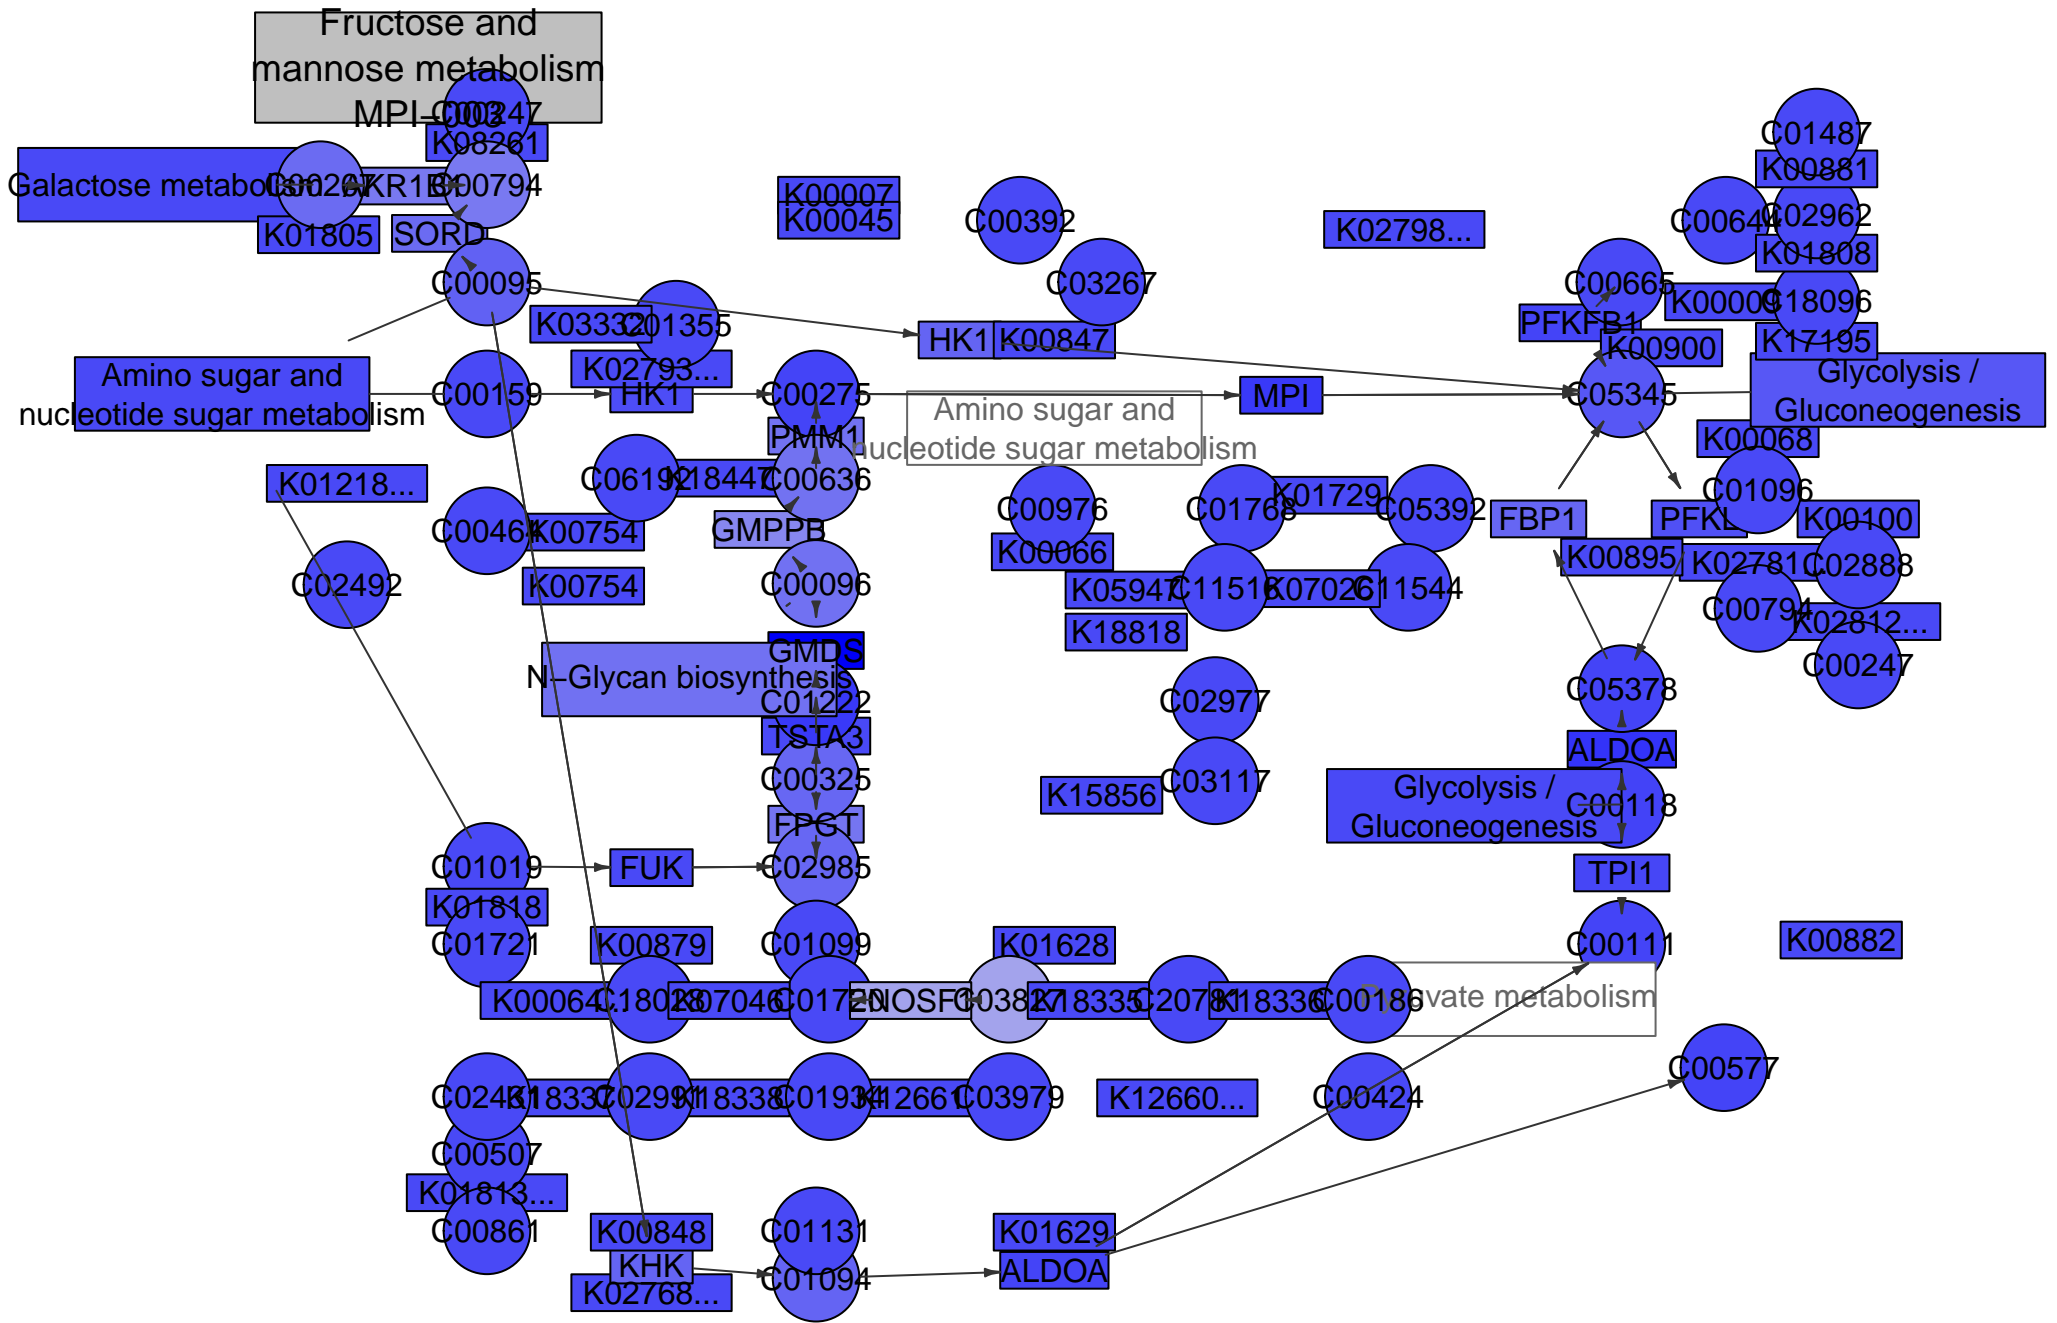 Fructose and
mannose metabolism
MPI–003
C00247
K08261
Galactose metabolism
C00267
AKR1B1
C00794
K01805
SORD
C00095
K00007
K00045
C00392
C03267
K02798...
C01487
K00881
C00644
C02962
K01808
C00665
K00009
C18096
PFKFB1
K00900
K17195
K03332
C01355
K02793...
HK1
K00847
Amino sugar and
nucleotide sugar metabolism
C00159
HK1
C00275
PMM1
Amino sugar and
nucleotide sugar metabolism
MPI
C05345
Glycolysis /
Gluconeogenesis
K00068
K01218...
C06192
K18447
C00636
C00976
K00066
C01768
K01729
C05392
FBP1
PFKL
C01096
K00100
C00464
K00754
GMPPB
K00895
K02781
C02888
C02492
K00754
C00096
K05947
C11516
K07026
C11544
K18818
C00794
K02812...
C00247
GMDS
N–Glycan biosynthesis
C01222
TSTA3
C02977
C05378
ALDOA
C00325
FPGT
K15856
C03117
Glycolysis /
Gluconeogenesis
C00118
TPI1
C01019
FUK
C02985
K01818
C01721
K00879
C01099
K01628
C00111
K00882
K00064...
C18028
K07046
C01720
ENOSF1
C03827
K18335
C20781
K18336
C00186
C00577
C02431
K18337
C02991
K18338
C01934
K12661
C03979
K12660...
C00424
C00507
K01813...
C00861
K00848
KHK
K02768...
C01131
C01094
K01629
ALDOA